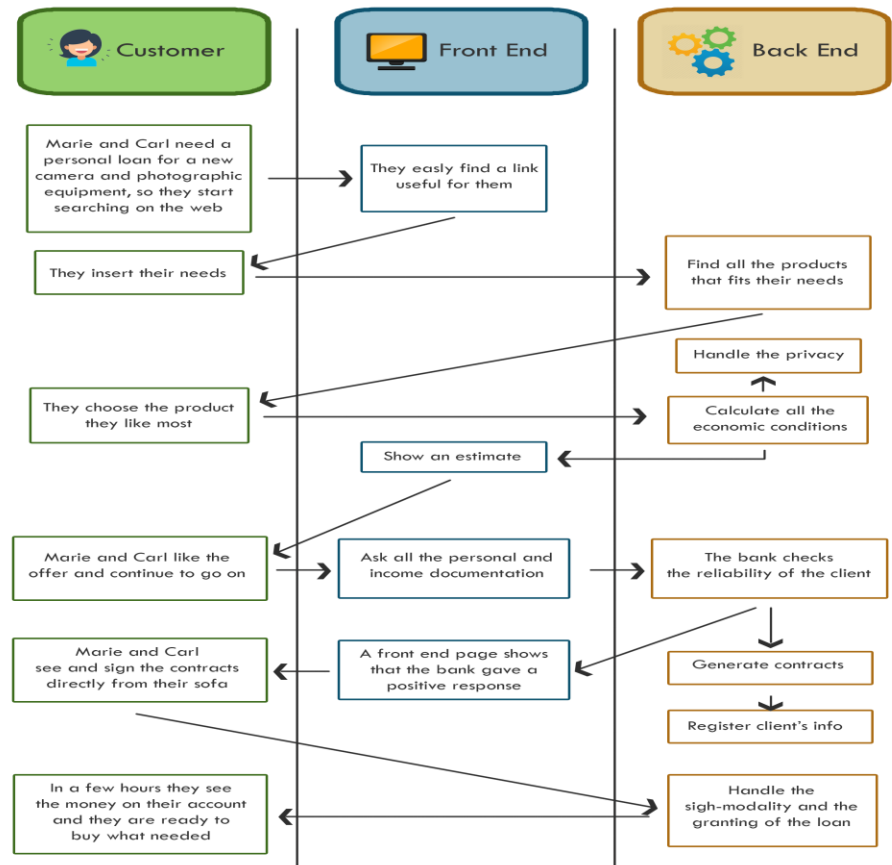 Customer
Front End
Back End
Marie and Carl need a
personal loan for a new
camera and photographic
equipment, so they start
searching on the web
They easly find a link
useful for them
They insert their needs
Find all the products
that fits their needs
Handle the privacy
They choose the product
they like most
Calculate all the
economic conditions
Show an estimate
Marie and Carl like the
offer and continue to go on
Ask all the personal and
income documentation
The bank checks
the reliability of the client
Marie and Carl
see and sign the contracts
directly from their sofa
A front end page shows
that the bank gave a
positive response
Generate contracts
Register client's info
In a few hours they see
the money on their account
and they are ready to
buy what needed
Handle the
sigh-modality and the
granting of the loan